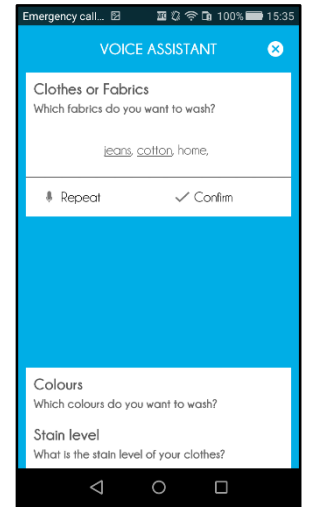 Emergency call... 100% 15:35
VOICE ASSISTANT
Clothes or Fabrics
Which fabrics do you want to wash?
jeans, cotton, home,
Repeat Confirm
Colours
Which colours do you want to wash?
Stain level
What is the stain level of your clothes?